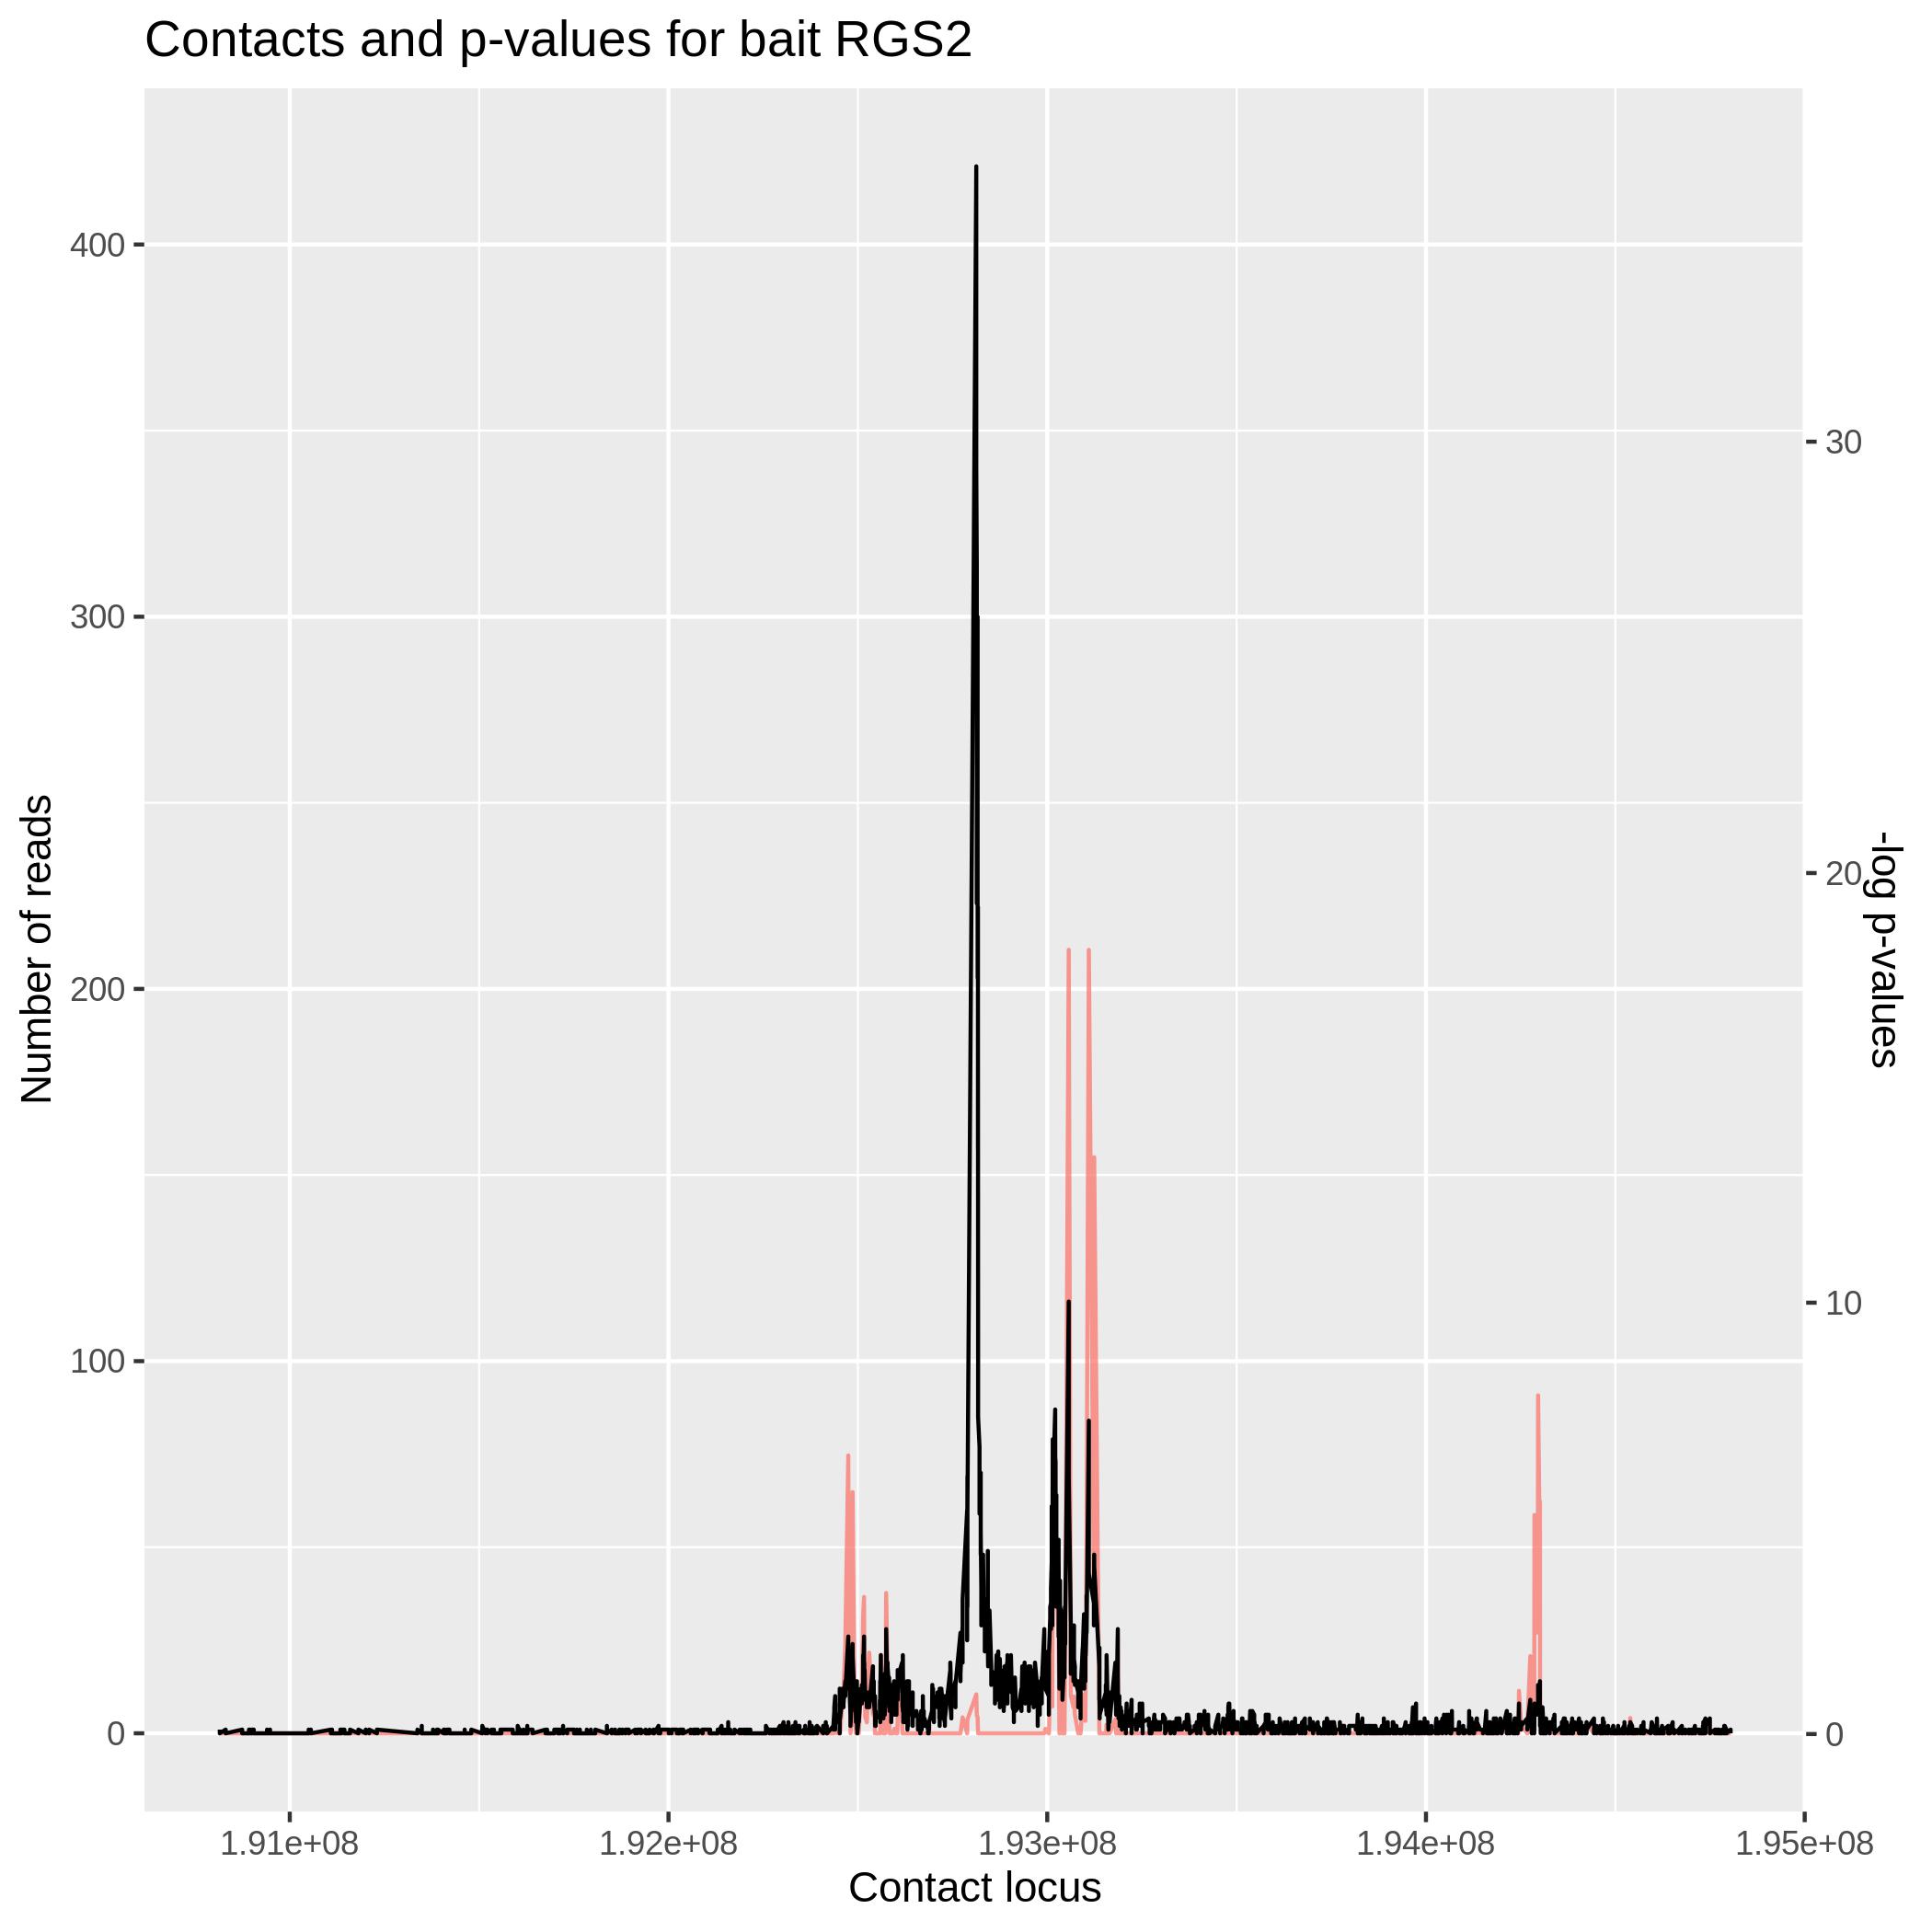 Contacts and p-values for bait RGS2
400
300
200
100
0
Number of reads
30
20
10
0
-log p-values
1.91e+08
1.92e+08
1.93e+08
1.94e+08
1.95e+08
Contact locus